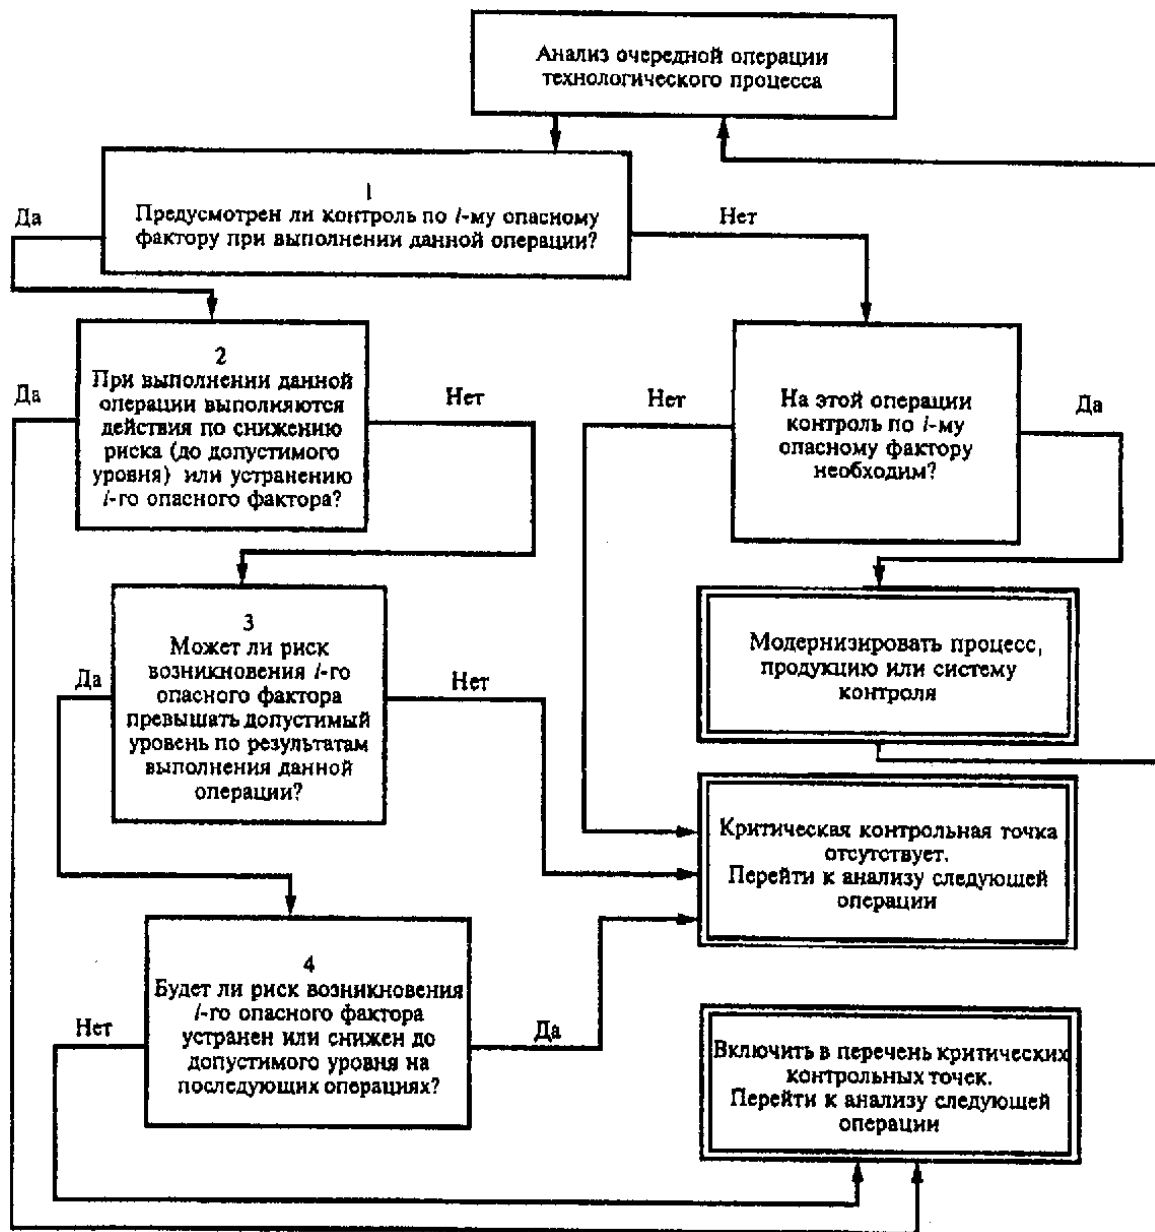 Анализ очередной операции
технологического процесса
1
Предусмотрен ли контроль по i-му опасному
фактору при выполнении данной операции?
Да
Нет
2
При выполнении данной
операции выполняются
действия по снижению
риска (до допустимого
уровня) или устранению
i-го опасного фактора?
Да
Нет
На этой операции
контроль по i-му
опасному фактору
необходим?
Нет
Да
3
Может ли риск
возникновения i-го
опасного фактора
превышать допустимый
уровень по результатам
выполнения данной
операции?
Да
Нет
Модернизировать процесс,
продукцию или систему
контроля
Критическая контрольная точка
отсутствует.
Перейти к анализу следующей
операции
4
Будет ли риск возникновения
i-го опасного фактора
устранен или снижен до
допустимого уровня на
последующих операциях?
Нет
Да
Включить в перечень критических
контрольных точек.
Перейти к анализу следующей
операции